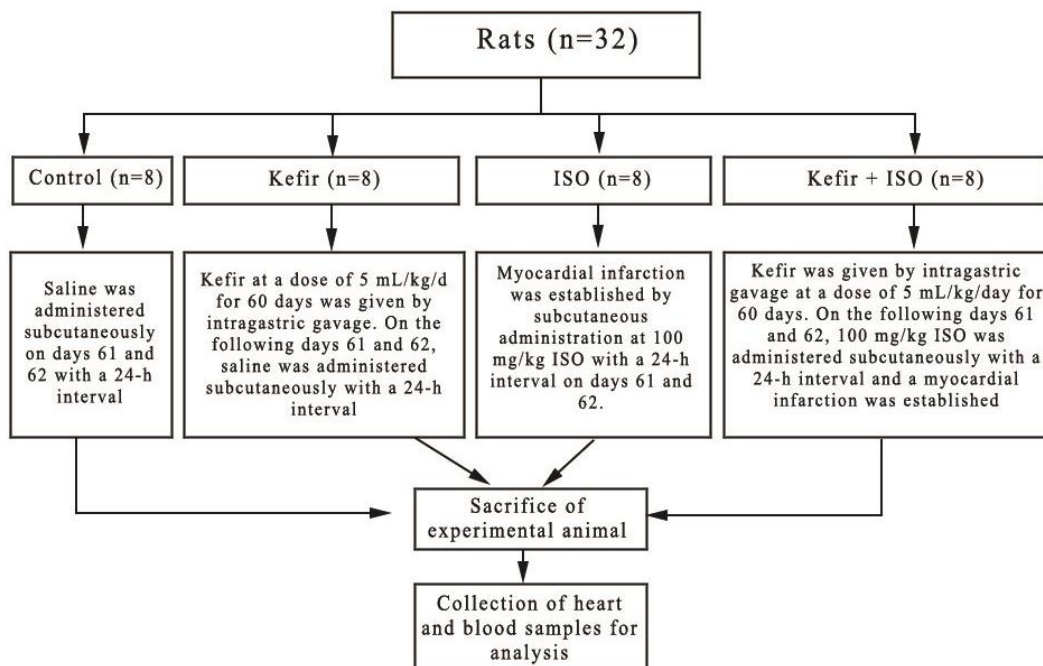 Rats (n=32)
Control (n=8)
Kefir (n=8)
ISO (n=8)
Kefir + ISO (n=8)
Saline was
administered
subcutaneously
on days 61 and
62 with a 24-h
interval
Kefir at a dose of 5 mL/kg/d
for 60 days was given by
intragastric gavage. On the
following days 61 and 62,
saline was administered
subcutaneously with a 24-h
interval
Myocardial infarction
was established by
subcutaneous
administration at 100
mg/kg ISO with a 24-h
interval on days 61 and
62.
Kefir was given by intragastric
gavage at a dose of 5 mL/kg/day for
60 days. On the following days 61
and 62, 100 mg/kg ISO was
administered subcutaneously with a
24-h interval and a myocardial
infarction was established
Sacrifice of
experimental animal
Collection of heart
and blood samples for
analysis